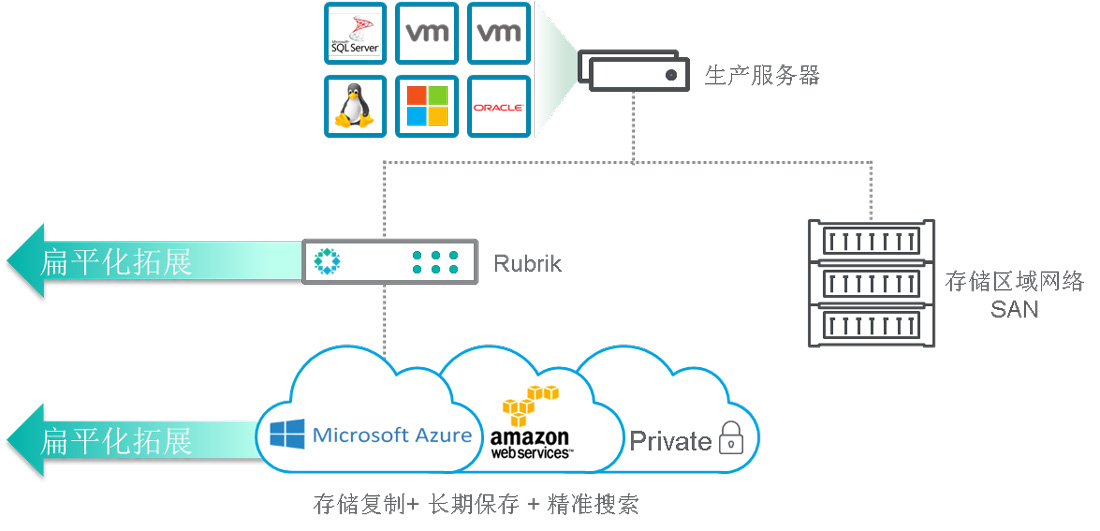 Microsoft
SQL Server
vm
vm
ORACLE
生产服务器
扁平化拓展
Rubrik
存储区域网络
SAN
扁平化拓展
Microsoft Azure
amazon
webservices™
Private
存储复制+ 长期保存 + 精准搜索